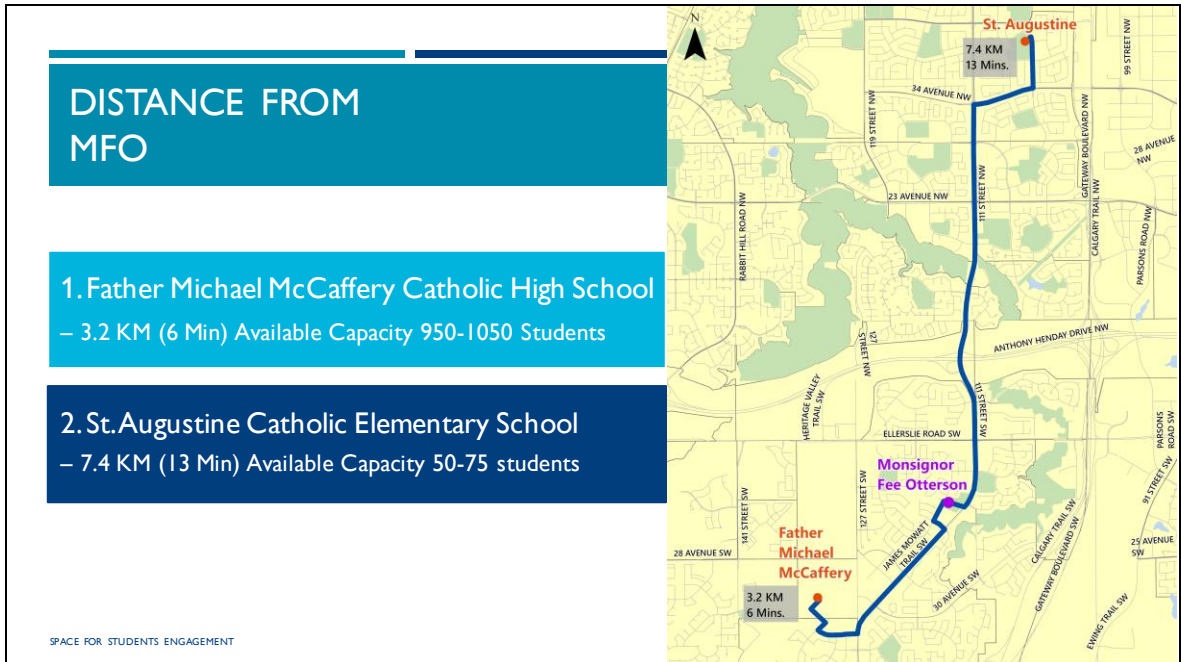 DISTANCE FROM
MFO
1. Father Michael McCaffery Catholic High School
– 3.2 KM (6 Min) Available Capacity 950-1050 Students
2. St. Augustine Catholic Elementary School
– 7.4 KM (13 Min) Available Capacity 50-75 students
SPACE FOR STUDENTS ENGAGEMENT
N
St. Augustine
7.4 KM
13 Mins.
99 STREET NW
34 AVENUE NW
119 STREET NW
GATEWAY BOULEVARD NW
28 AVENUE
NW
23 AVENUE NW
111 STREET NW
RABBIT HILL ROAD NW
CALGARY TRAIL NW
PARSONS ROAD NW
127
STREET NW
ANTHONY HENDAY DRIVE NW
HERITAGE VALLEY
TRAIL SW
111 STREET SW
PARSONS
ROAD SW
ELLERSLIE ROAD SW
Monsignor
Fee Otterson
91 STREET SW
141 STREET SW
127 STREET SW
28 AVENUE SW
Father
Michael
McCaffery
JAMES MOWATT
TRAIL SW
CALGARY TRAIL SW
GATEWAY BOULEVARD SW
25 AVENUE
SW
30 AVENUE SW
3.2 KM
6 Mins.
EWING TRAIL SW